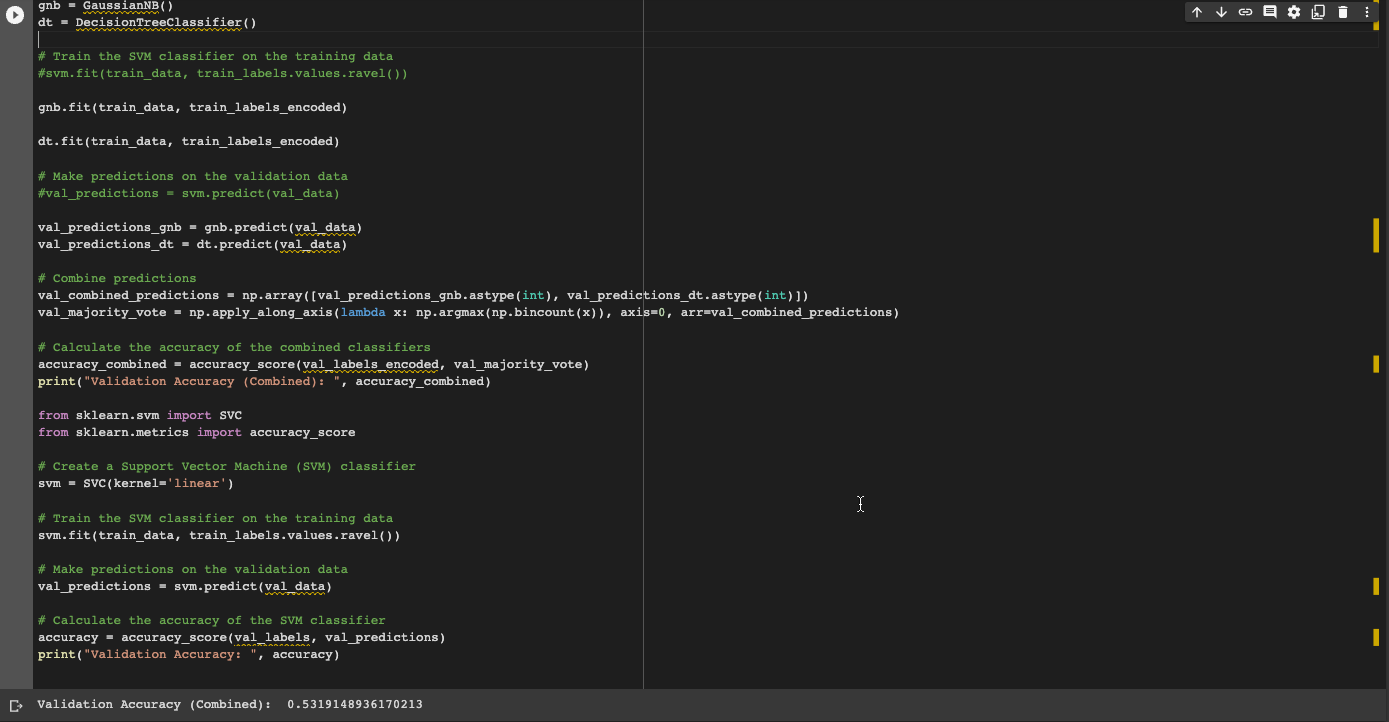 gnb = GaussianNB()
dt = DecisionTreeClassifier()
# Train the SVM classifier on the training data
#svm.fit(train_data, train_labels.values.ravel())
gnb.fit(train_data, train_labels_encoded)
dt.fit(train_data, train_labels_encoded)
# Make predictions on the validation data
#val_predictions = svm.predict(val_data)
val_predictions_gnb = gnb.predict(val_data)
val_predictions_dt = dt.predict(val_data)
# Combine predictions
val_combined_predictions = np.array([val_predictions_gnb.astype(int), val_predictions_dt.astype(int)])
val_majority_vote = np.apply_along_axis(lambda x: np.argmax(np.bincount(x)), axis=0, arr=val_combined_predictions)
# Calculate the accuracy of the combined classifiers
accuracy_combined = accuracy_score(val_labels_encoded, val_majority_vote)
print("Validation Accuracy (Combined): ", accuracy_combined)
from sklearn.svm import SVC
from sklearn.metrics import accuracy_score
# Create a Support Vector Machine (SVM) classifier
svm = SVC(kernel='linear')
# Train the SVM classifier on the training data
svm.fit(train_data, train_labels.values.ravel())
# Make predictions on the validation data
val_predictions = svm.predict(val_data)
# Calculate the accuracy of the SVM classifier
accuracy = accuracy_score(val_labels, val_predictions)
print("Validation Accuracy: ", accuracy)
Validation Accuracy (Combined):  0.5319148936170213